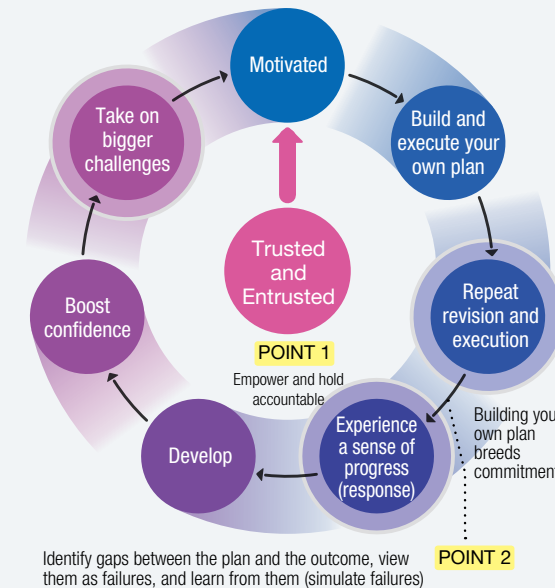 Motivated
Build and
execute your
own plan
Repeat
revision and
execution
Experience
a sense of
progress
(response)
Develop
Boost
confidence
Take on
bigger
challenges
Trusted
and
Entrusted
POINT 1
Empower and hold
accountable
Building you
own plan
breeds
commitment
POINT 2
Identify gaps between the plan and the outcome, view
them as failures, and learn from them (simulate failures)